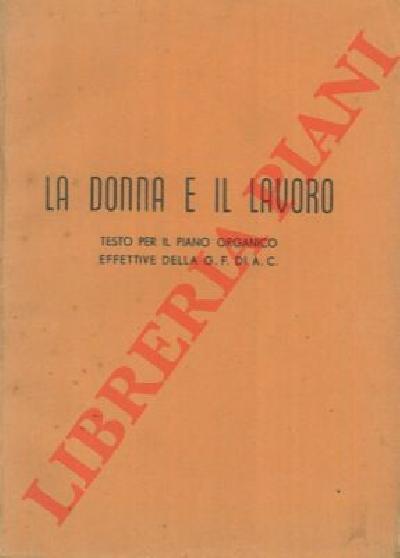 LA DONNA E IL LAVORO
TESTO PER IL PIANO ORGANICO
EFFETTIVE DELLA G. F. DI A. C.
LIBRERIA PIANI